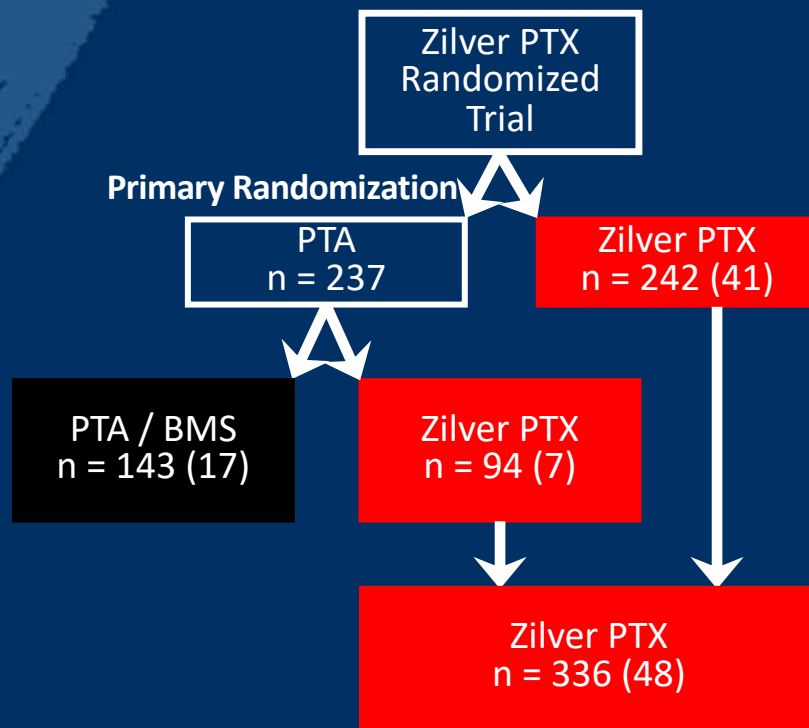 Zilver PTX
Randomized
Trial
Primary Randomization
PTA
n = 237
Zilver PTX
n = 242 (41)
PTA / BMS
n = 143 (17)
Zilver PTX
n = 94 (7)
Zilver PTX
n = 336 (48)